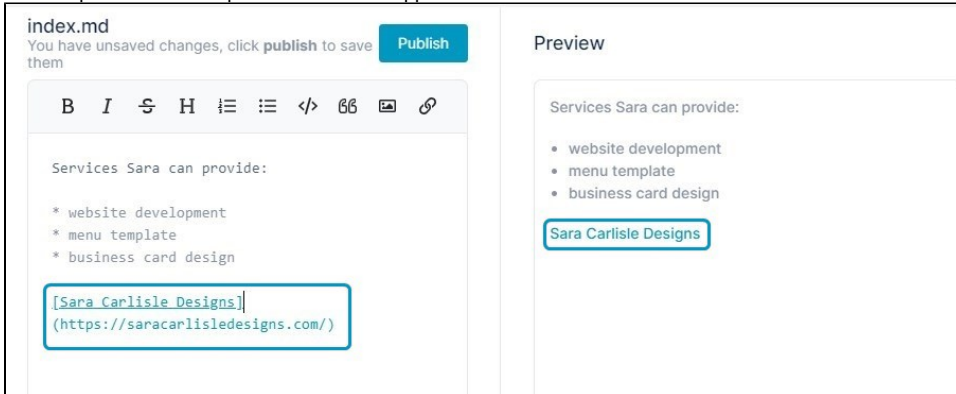 index.md
You have unsaved changes, click publish to save
them
Publish
B I S H </> 66
Services Sara can provide:
* website development
* menu template
* business card design
[Sara Carlisle Designs]
(https://saracarlisledesigns.com/)
Preview
Services Sara can provide:
• website development
• menu template
• business card design
Sara Carlisle Designs